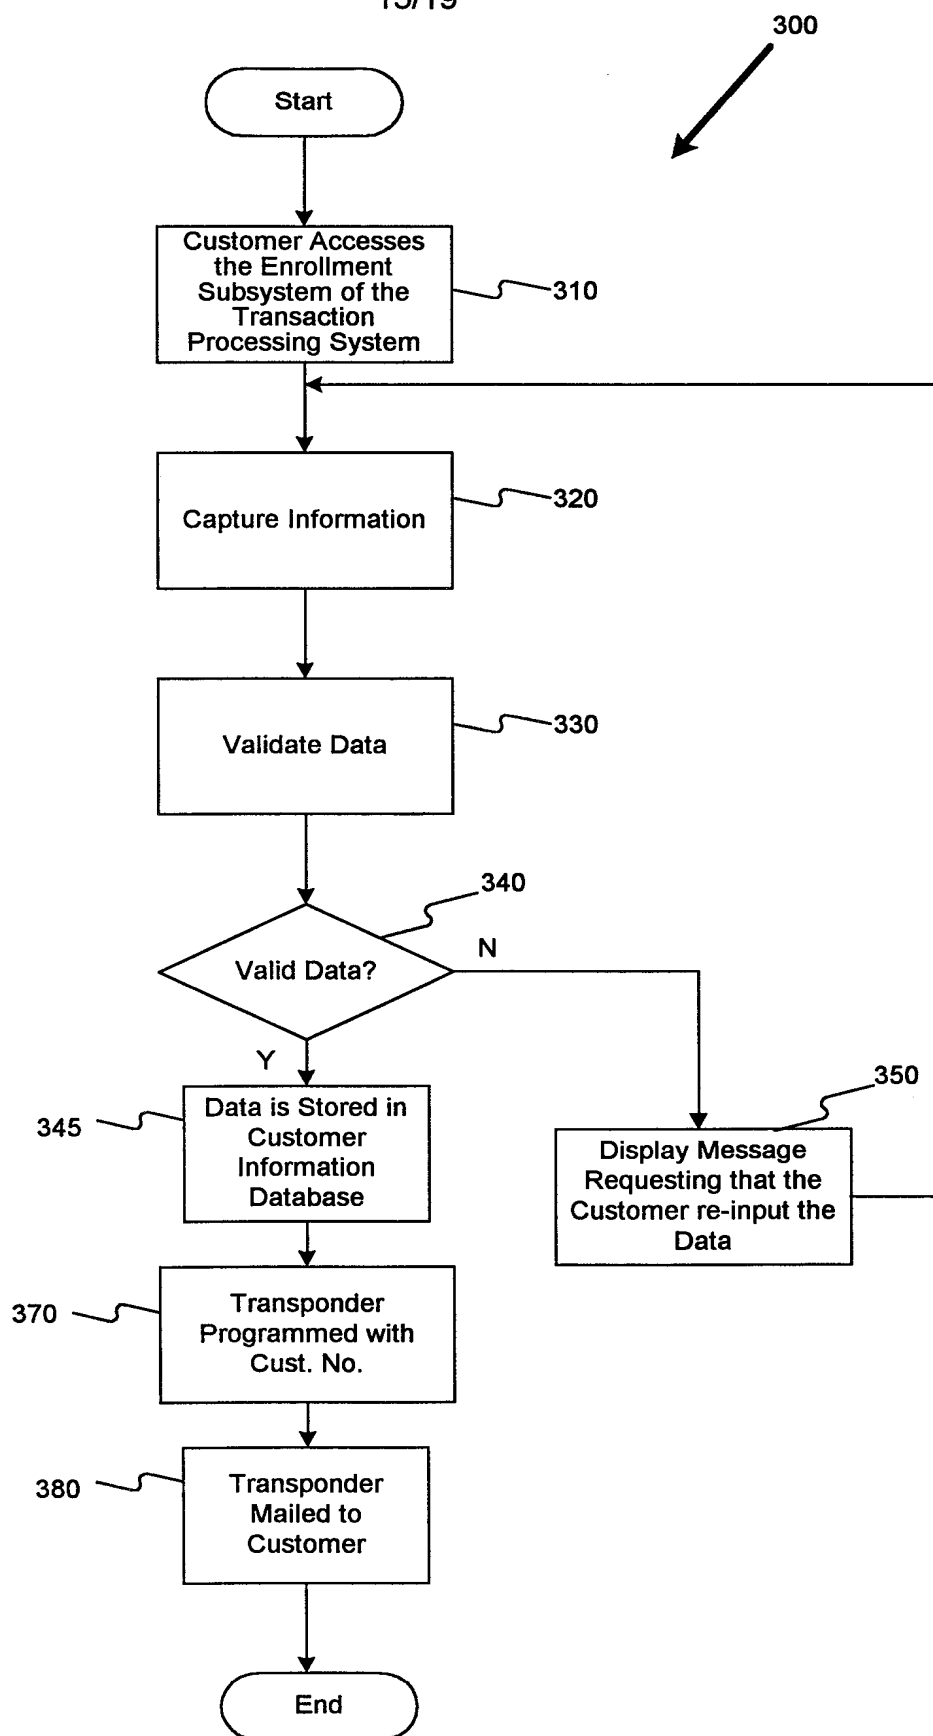 15/19
300
Start
Customer Accesses
the Enrollment
Subsystem of the
Transaction
Processing System
310
Capture Information
320
Validate Data
330
340
Valid Data?
N
Y
345
Data is Stored in
Customer
Information
Database
350
Display Message
Requesting that the
Customer re-input the
Data
370
Transponder
Programmed with
Cust. No.
380
Transponder
Mailed to
Customer
End